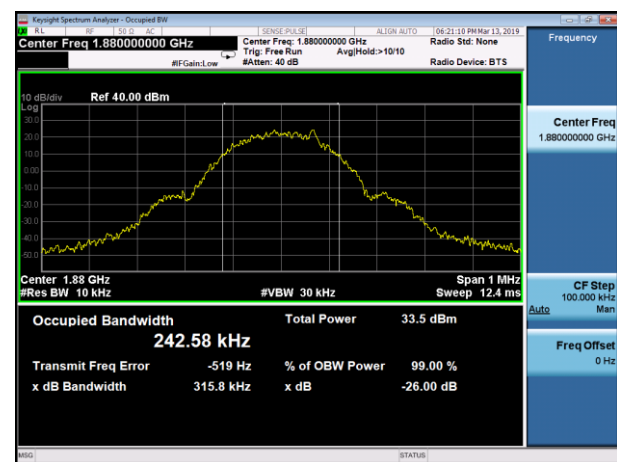 Keysight Spectrum Analyzer - Occupied BW
RL RF 50 Ω AC SENSE:PULSE ALIGN AUTO 06:21:10 PM Mar 13, 2019
Center Freq 1.880000000 GHz
Center Freq: 1.880000000 GHz Radio Std: None
Trig: Free Run Avg|Hold:>10/10
#IFGain:Low #Atten: 40 dB Radio Device: BTS
10 dB/div Ref 40.00 dBm
Log
30.0
20.0
10.0
0.00
10.0
20.0
30.0
40.0
50.0
Center 1.88 GHz Span 1 MHz
#Res BW 10 kHz #VBW 30 kHz Sweep 12.4 ms
Occupied Bandwidth Total Power 33.5 dBm
242.58 kHz
Transmit Freq Error -519 Hz % of OBW Power 99.00 %
x dB Bandwidth 315.8 kHz x dB -26.00 dB
MSG STATUS
Frequency
Center Freq
1.880000000 GHz
CF Step
100.000 kHz
Auto Man
Freq Offset
0 Hz